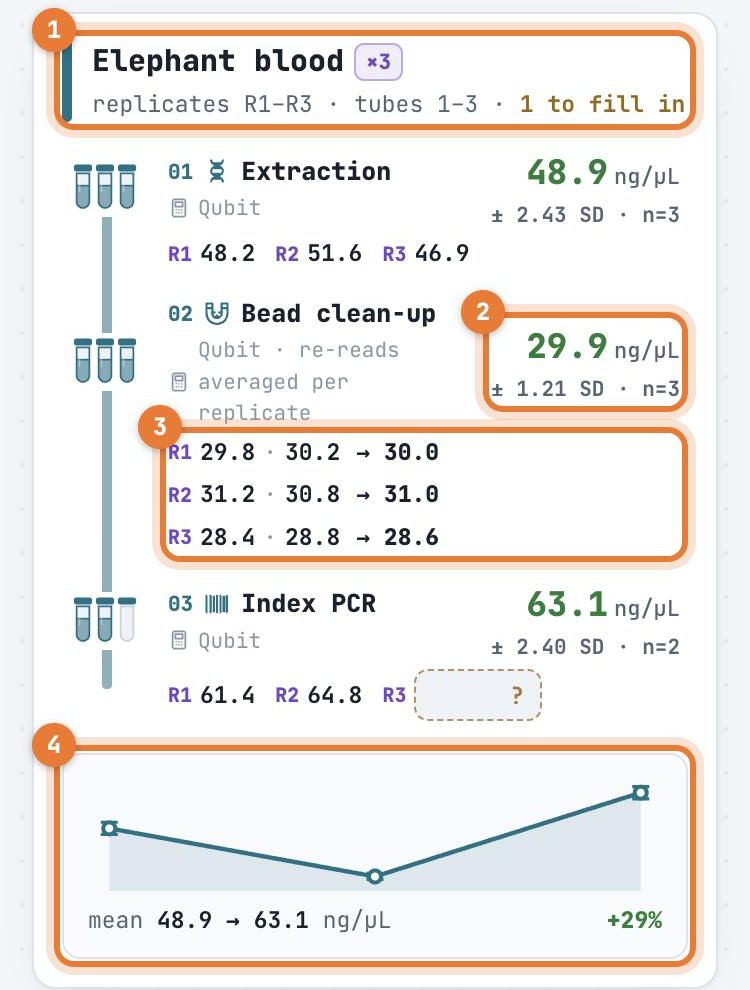 1
Elephant blood ×3
replicates R1–R3 · tubes 1–3 · 1 to fill in
01 Extraction 48.9 ng/µL
Qubit ± 2.43 SD · n=3
R1 48.2 R2 51.6 R3 46.9
02 Bead clean-up 2
29.9 ng/µL
Qubit · re-reads
averaged per
± 1.21 SD · n=3
replicate
3
R1 29.8 · 30.2 → 30.0
R2 31.2 · 30.8 → 31.0
R3 28.4 · 28.8 → 28.6
03 Index PCR 63.1 ng/µL
Qubit ± 2.40 SD · n=2
R1 61.4 R2 64.8 R3 ?
4
mean 48.9 → 63.1 ng/µL +29%